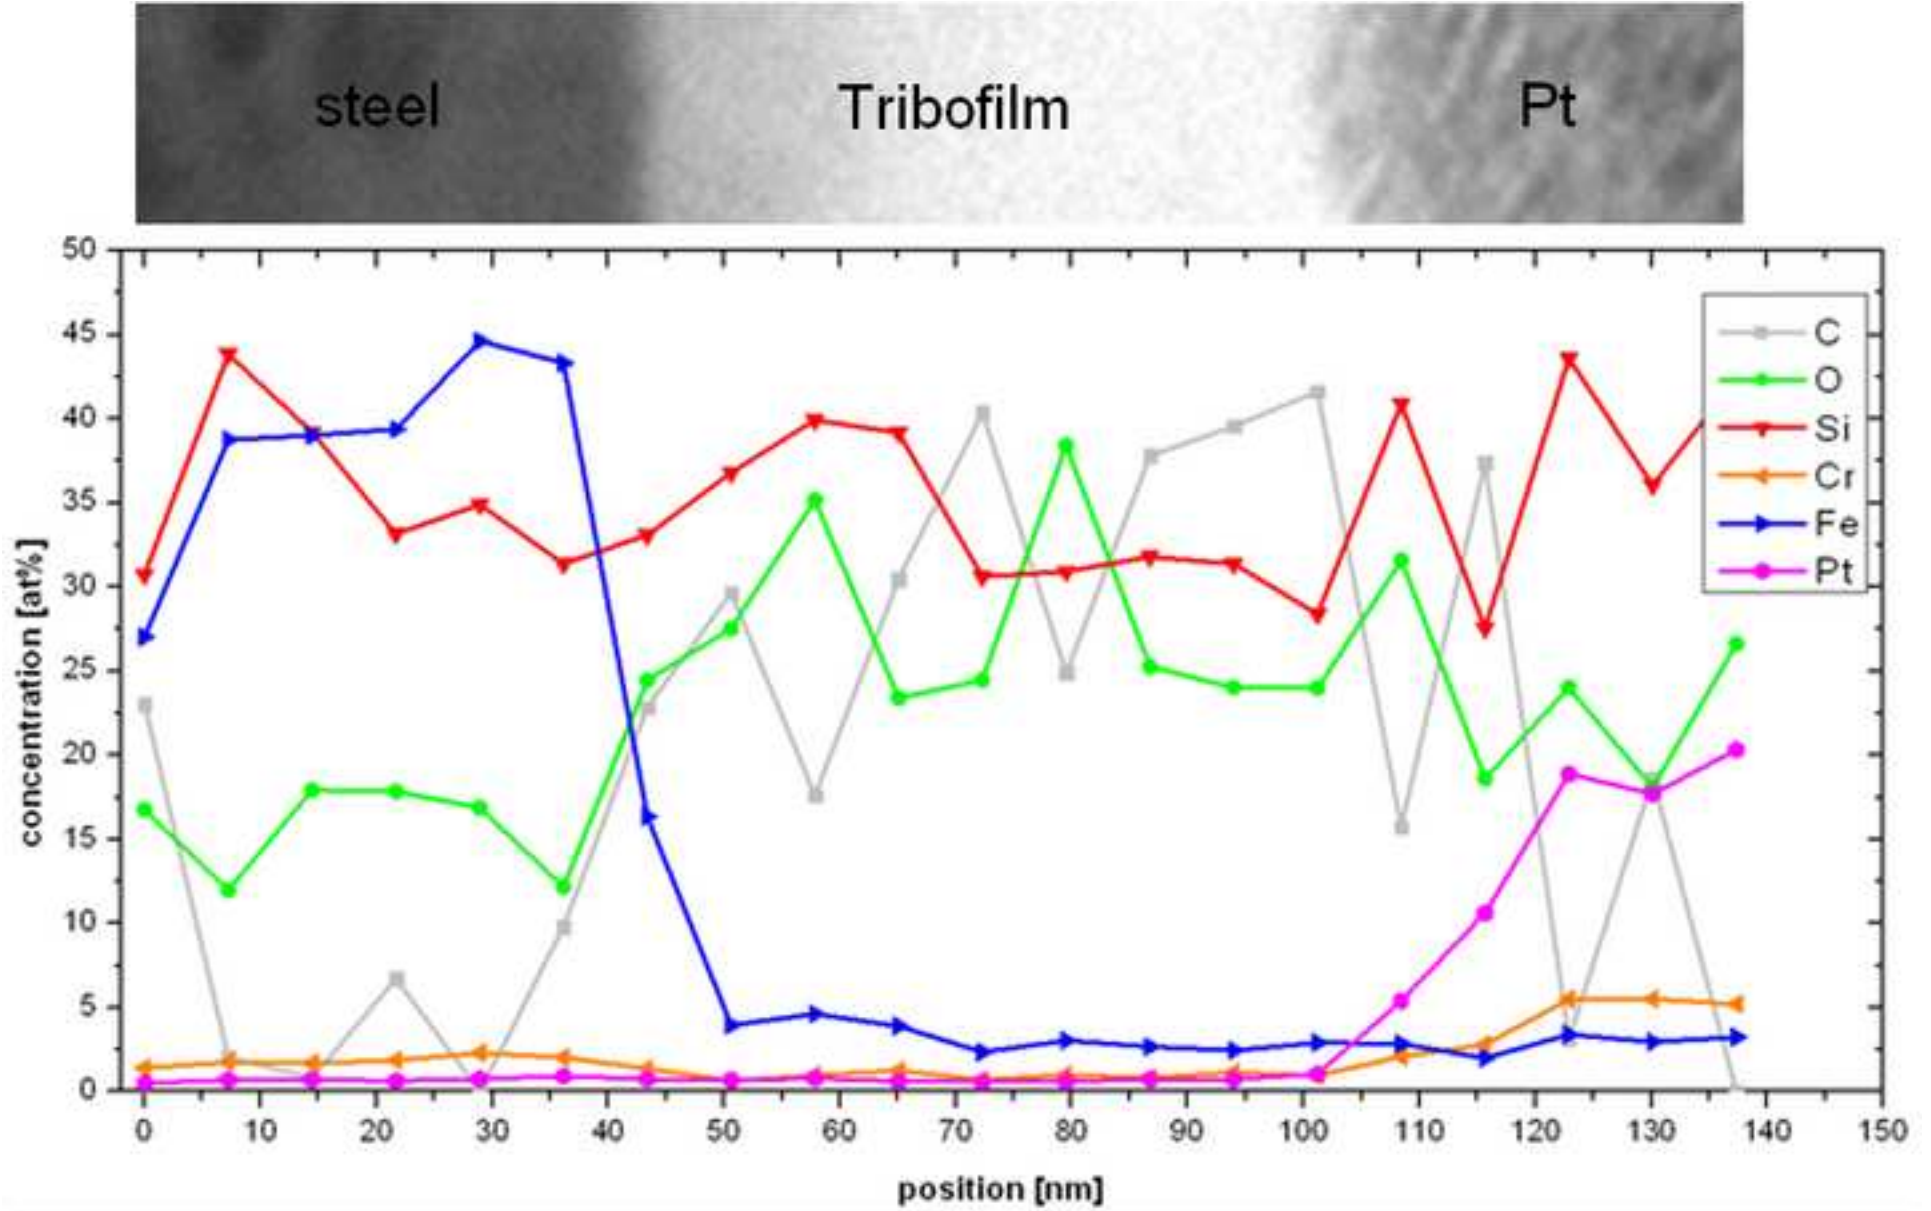 steel Tribofilm Pt
50
45
40
35
30
25
20
15
10
5
0
concentration [at%]
C
O
Si
Cr
Fe
Pt
0 10 20 30 40 50 60 70 80 90 100 110 120 130 140 150
position [nm]